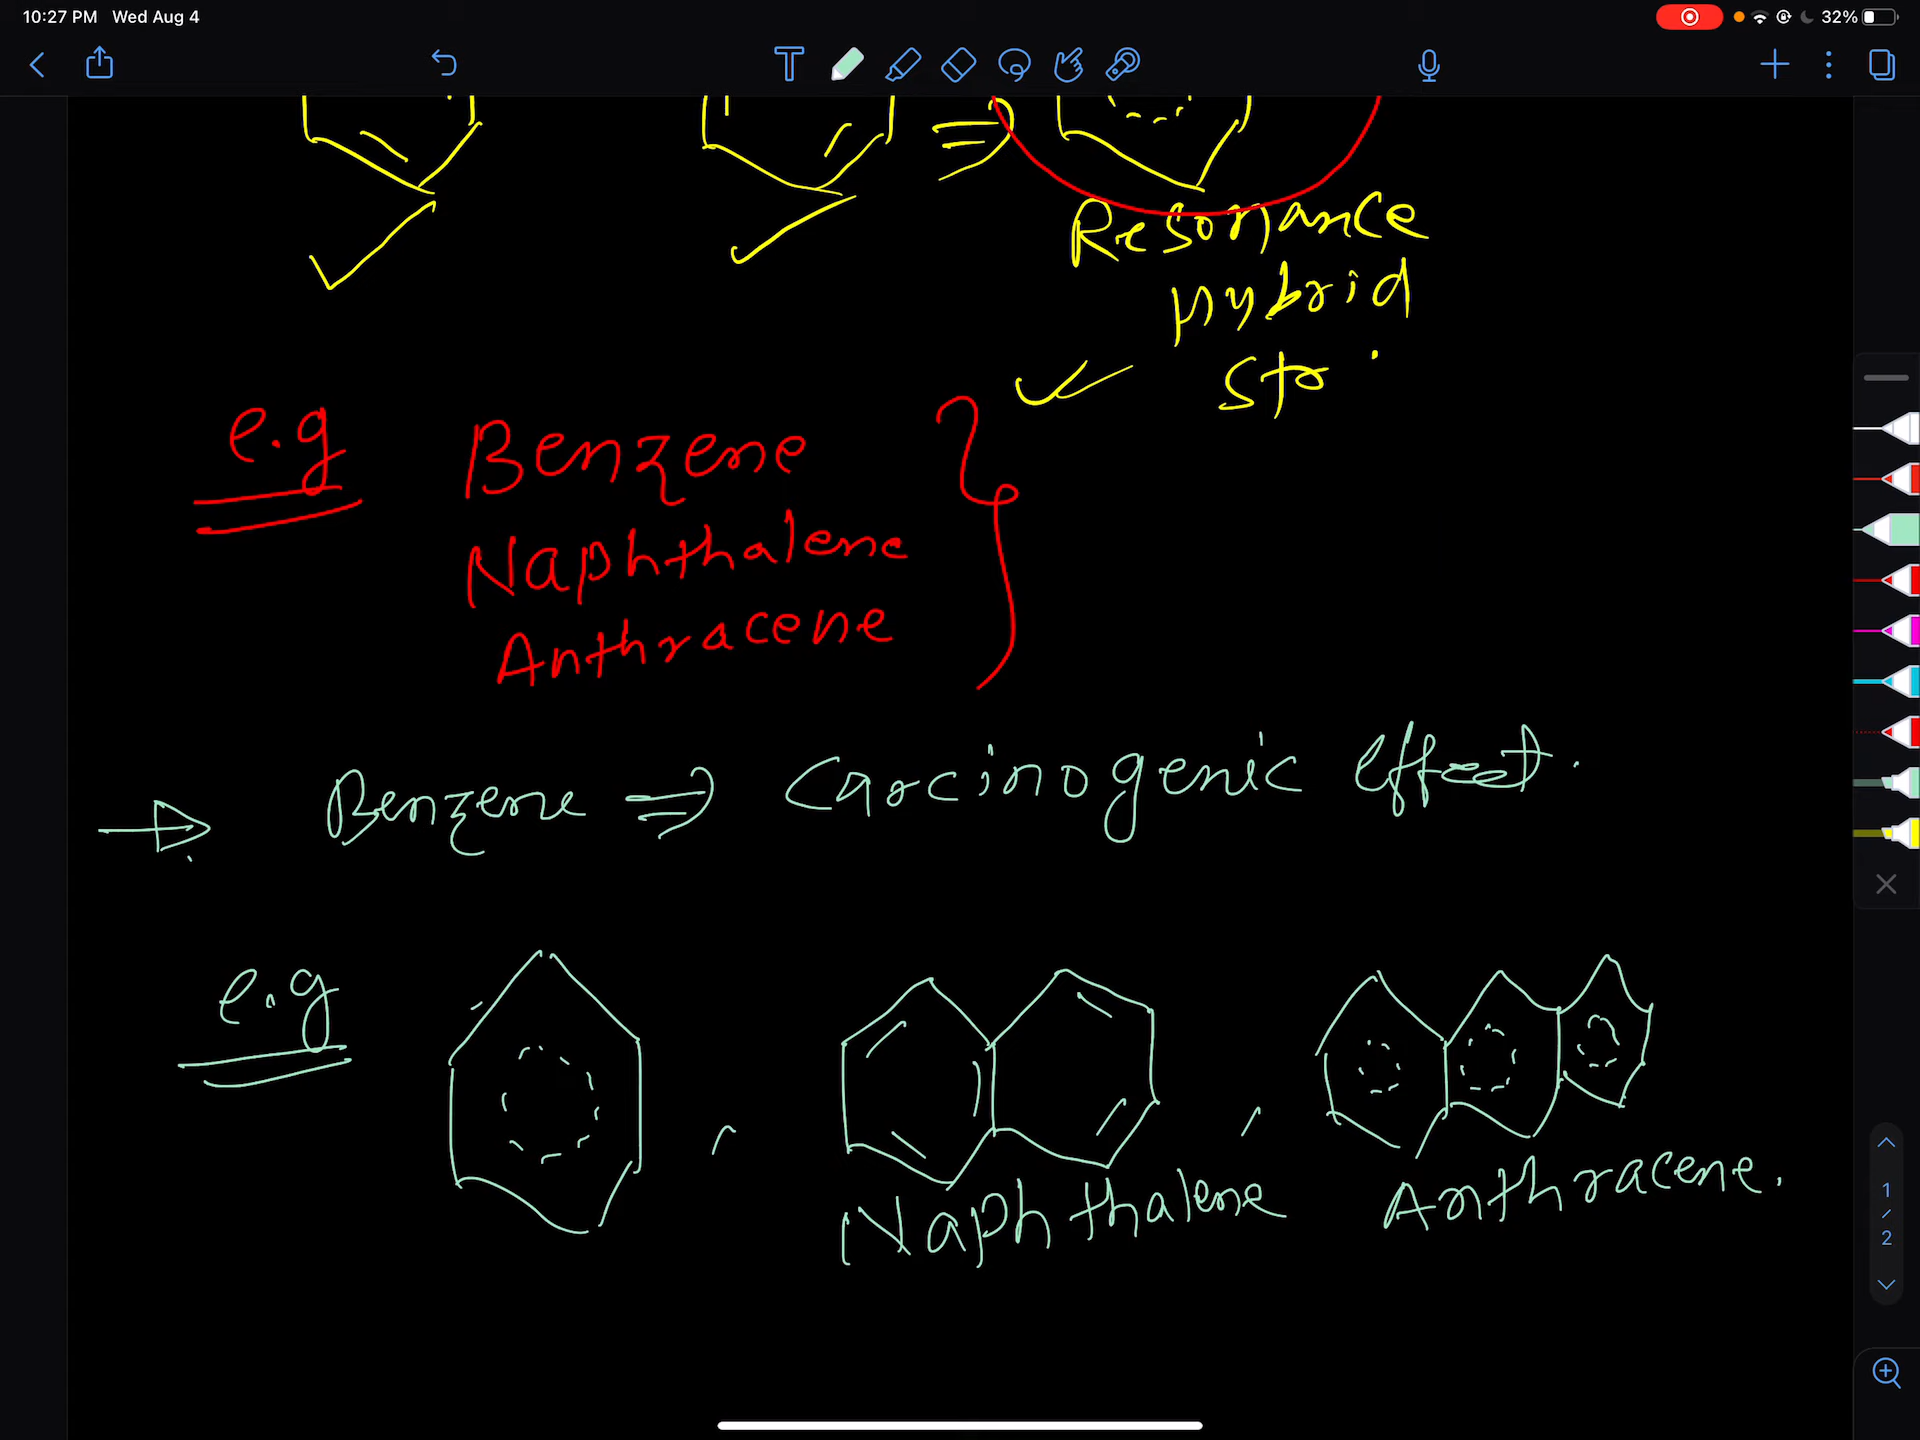 10:27 PM Wed Aug 4
32%
Resonance
Hybrid
Str.
e.g
Benzene
Naphthalene
Anthracene
Benzene ⇒ Carcinogenic effect.
e.g
, ,
Naphthalene
Anthracene.
1
/
2